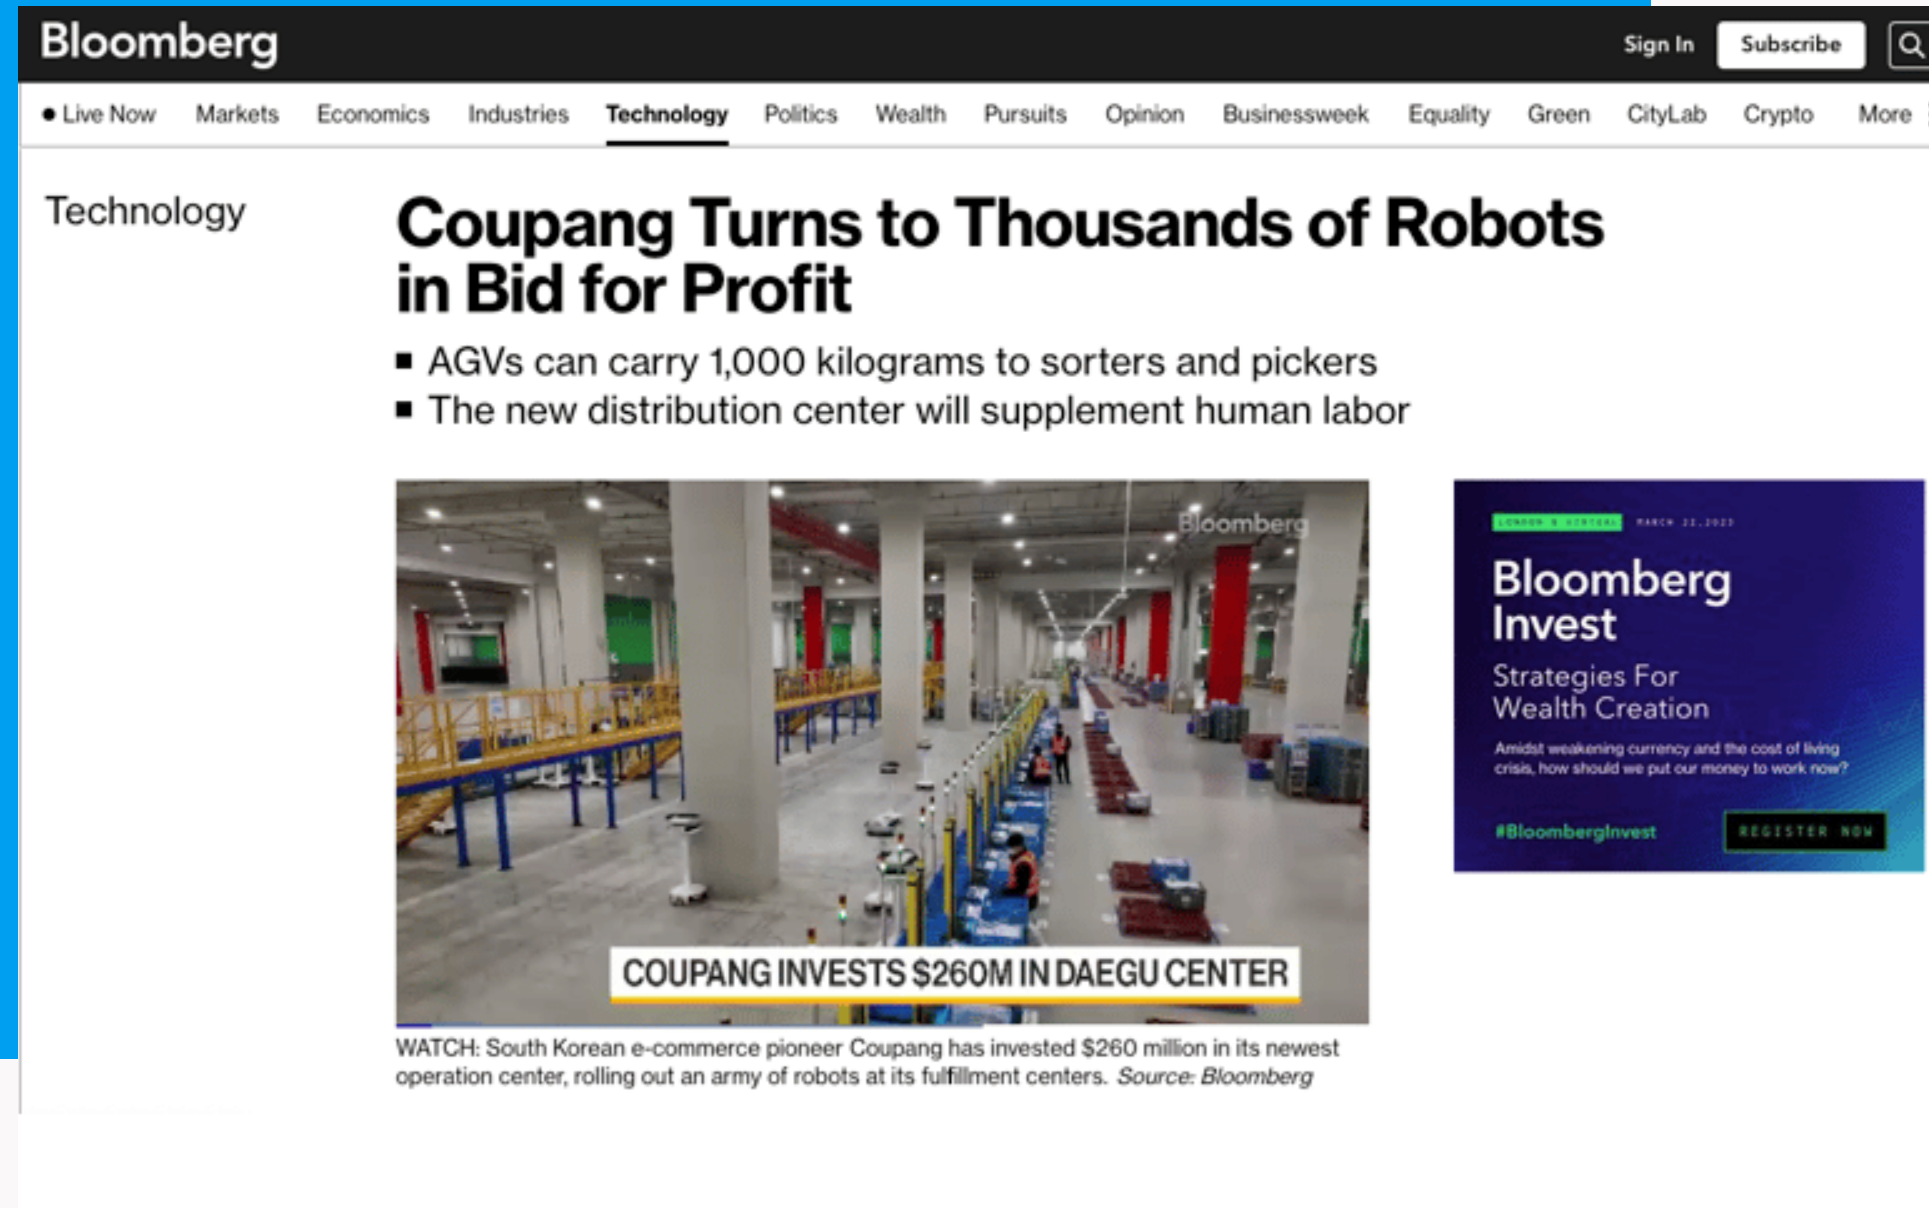 Bloomberg
Sign In
Subscribe
Live Now Markets Economics Industries Technology Politics Wealth Pursuits Opinion Businessweek Equality Green CityLab Crypto More
Technology
Coupang Turns to Thousands of Robots
in Bid for Profit
AGVs can carry 1,000 kilograms to sorters and pickers
The new distribution center will supplement human labor
Bloomberg
COUPANG INVESTS $260M IN DAEGU CENTER
WATCH: South Korean e-commerce pioneer Coupang has invested $260 million in its newest
operation center, rolling out an army of robots at its fulfillment centers. Source: Bloomberg
LONDON & VIRTUAL MARCH 22, 2023
Bloomberg
Invest
Strategies For
Wealth Creation
Amidst weakening currency and the cost of living
crisis, how should we put our money to work now?
#BloombergInvest
REGISTER NOW